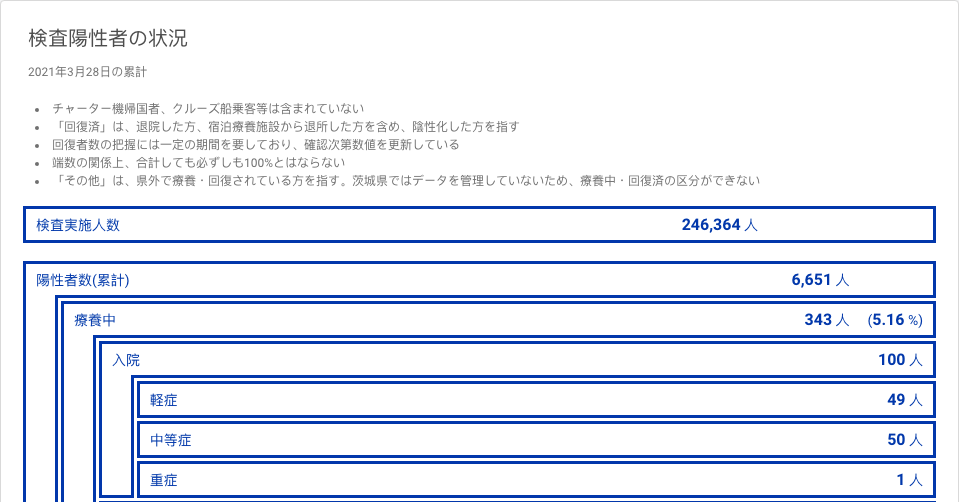 検査陽性者の状況
2021年3月28日の累計
• チャーター機帰国者、クルーズ船乗客等は含まれていない
• 「回復済」は、退院した方、宿泊療養施設から退所した方を含め、陰性化した方を指す
• 回復者数の把握には一定の期間を要しており、確認次第数値を更新している
• 端数の関係上、合計しても必ずしも100%とはならない
• 「その他」は、県外で療養・回復されている方を指す。茨城県ではデータを管理していないため、療養中・回復済の区分ができない
検査実施人数 246,364 人
陽性者数(累計) 6,651 人
療養中 343 人 (5.16 %)
入院 100 人
軽症 49 人
中等症 50 人
重症 1 人